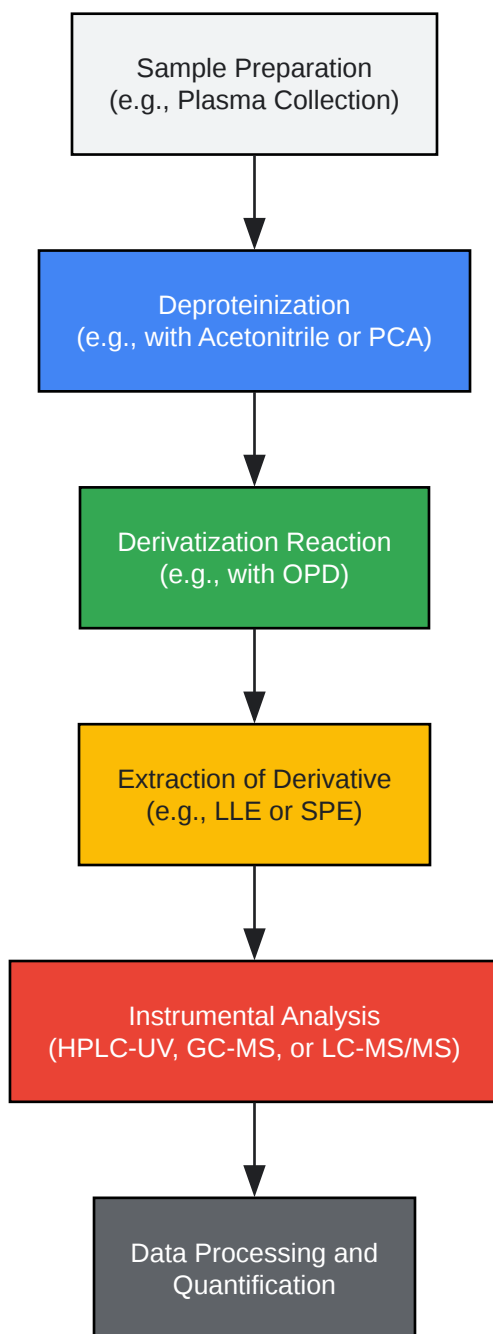 Sample Preparation
(e.g., Plasma Collection)
Deproteinization
(e.g., with Acetonitrile or PCA)
Derivatization Reaction
(e.g., with OPD)
Extraction of Derivative
(e.g., LLE or SPE)
Instrumental Analysis
(HPLC-UV, GC-MS, or LC-MS/MS)
Data Processing and
Quantification